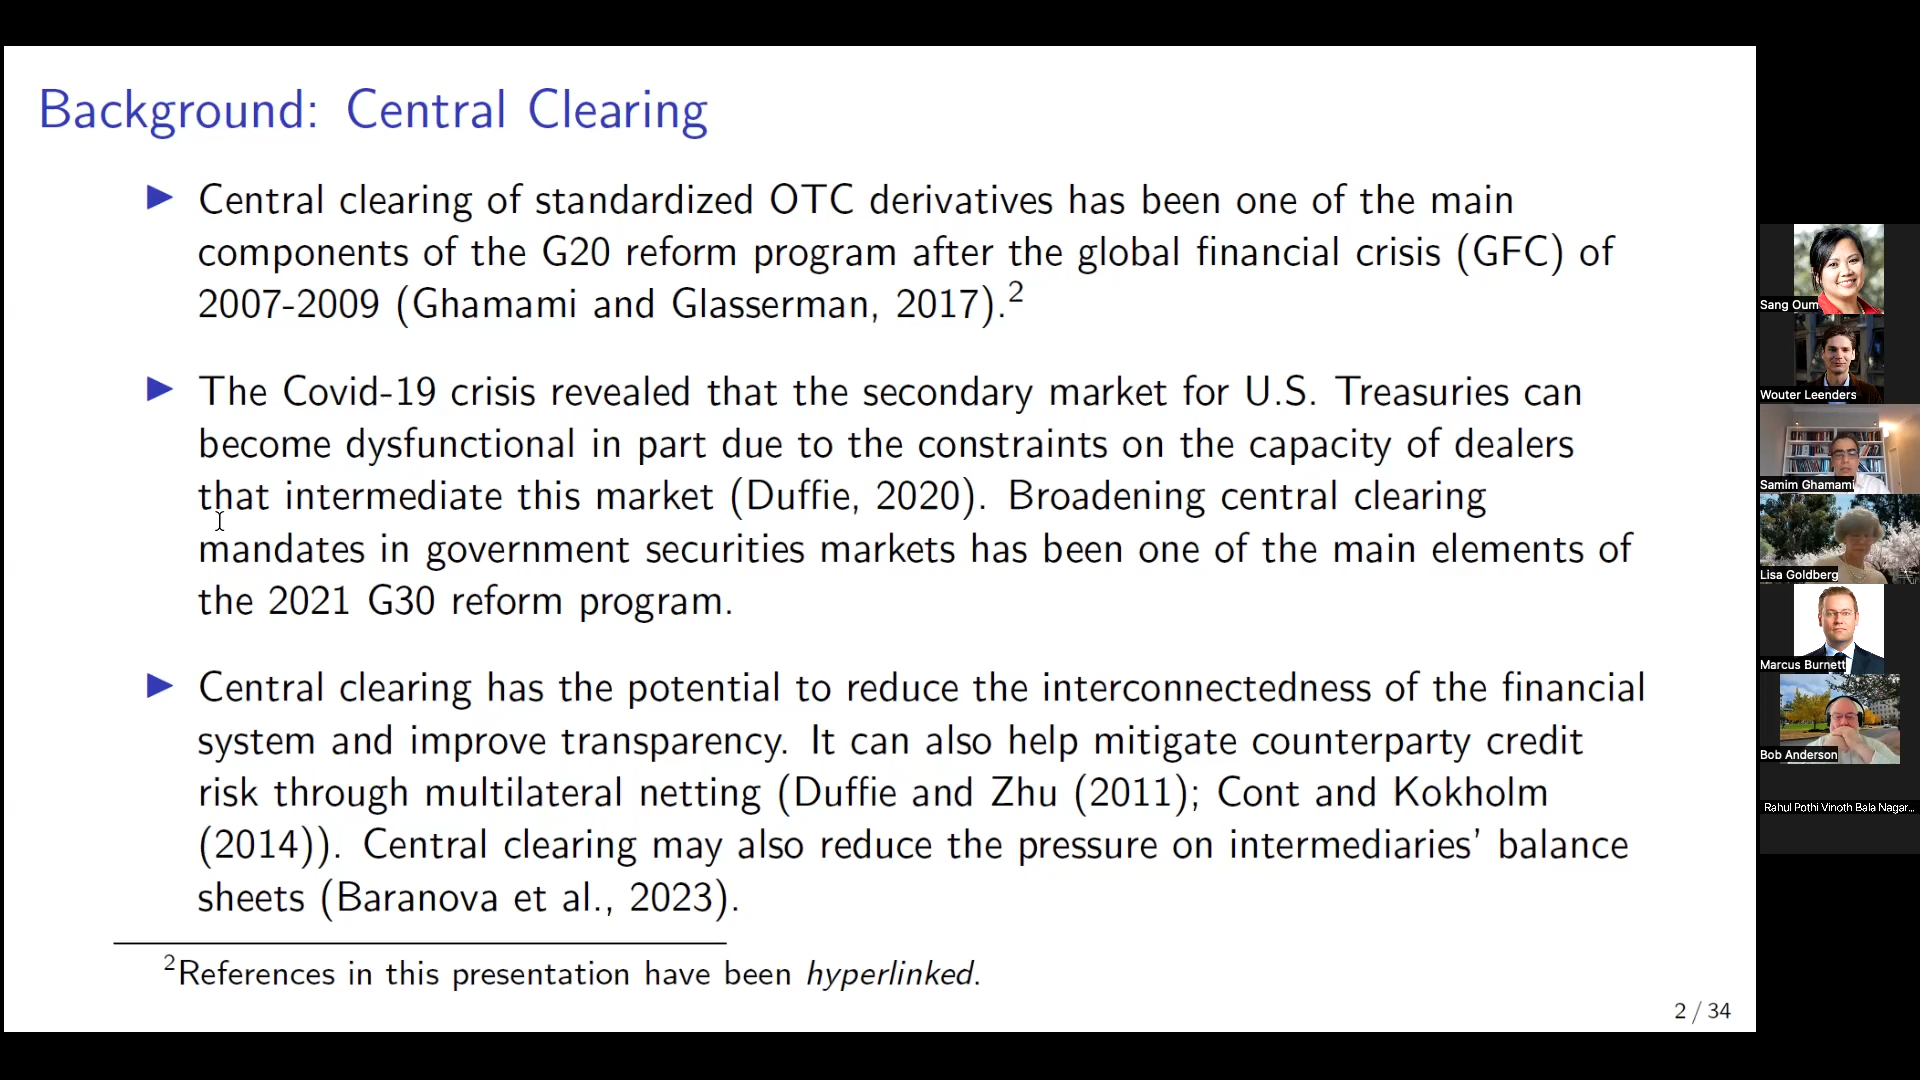 Background: Central Clearing
Central clearing of standardized OTC derivatives has been one of the main
components of the G20 reform program after the global financial crisis (GFC) of
2007-2009 (Ghamami and Glasserman, 2017).2
The Covid-19 crisis revealed that the secondary market for U.S. Treasuries can
become dysfunctional in part due to the constraints on the capacity of dealers
that intermediate this market (Duffie, 2020). Broadening central clearing
mandates in government securities markets has been one of the main elements of
the 2021 G30 reform program.
Central clearing has the potential to reduce the interconnectedness of the financial
system and improve transparency. It can also help mitigate counterparty credit
risk through multilateral netting (Duffie and Zhu (2011); Cont and Kokholm
(2014)). Central clearing may also reduce the pressure on intermediaries' balance
sheets (Baranova et al., 2023).
2References in this presentation have been hyperlinked.
2 / 34
Sang Oum
Wouter Leenders
Samim Ghamami
Lisa Goldberg
Marcus Burnett
Bob Anderson
Rahul Pothi Vinoth Bala Nagar...